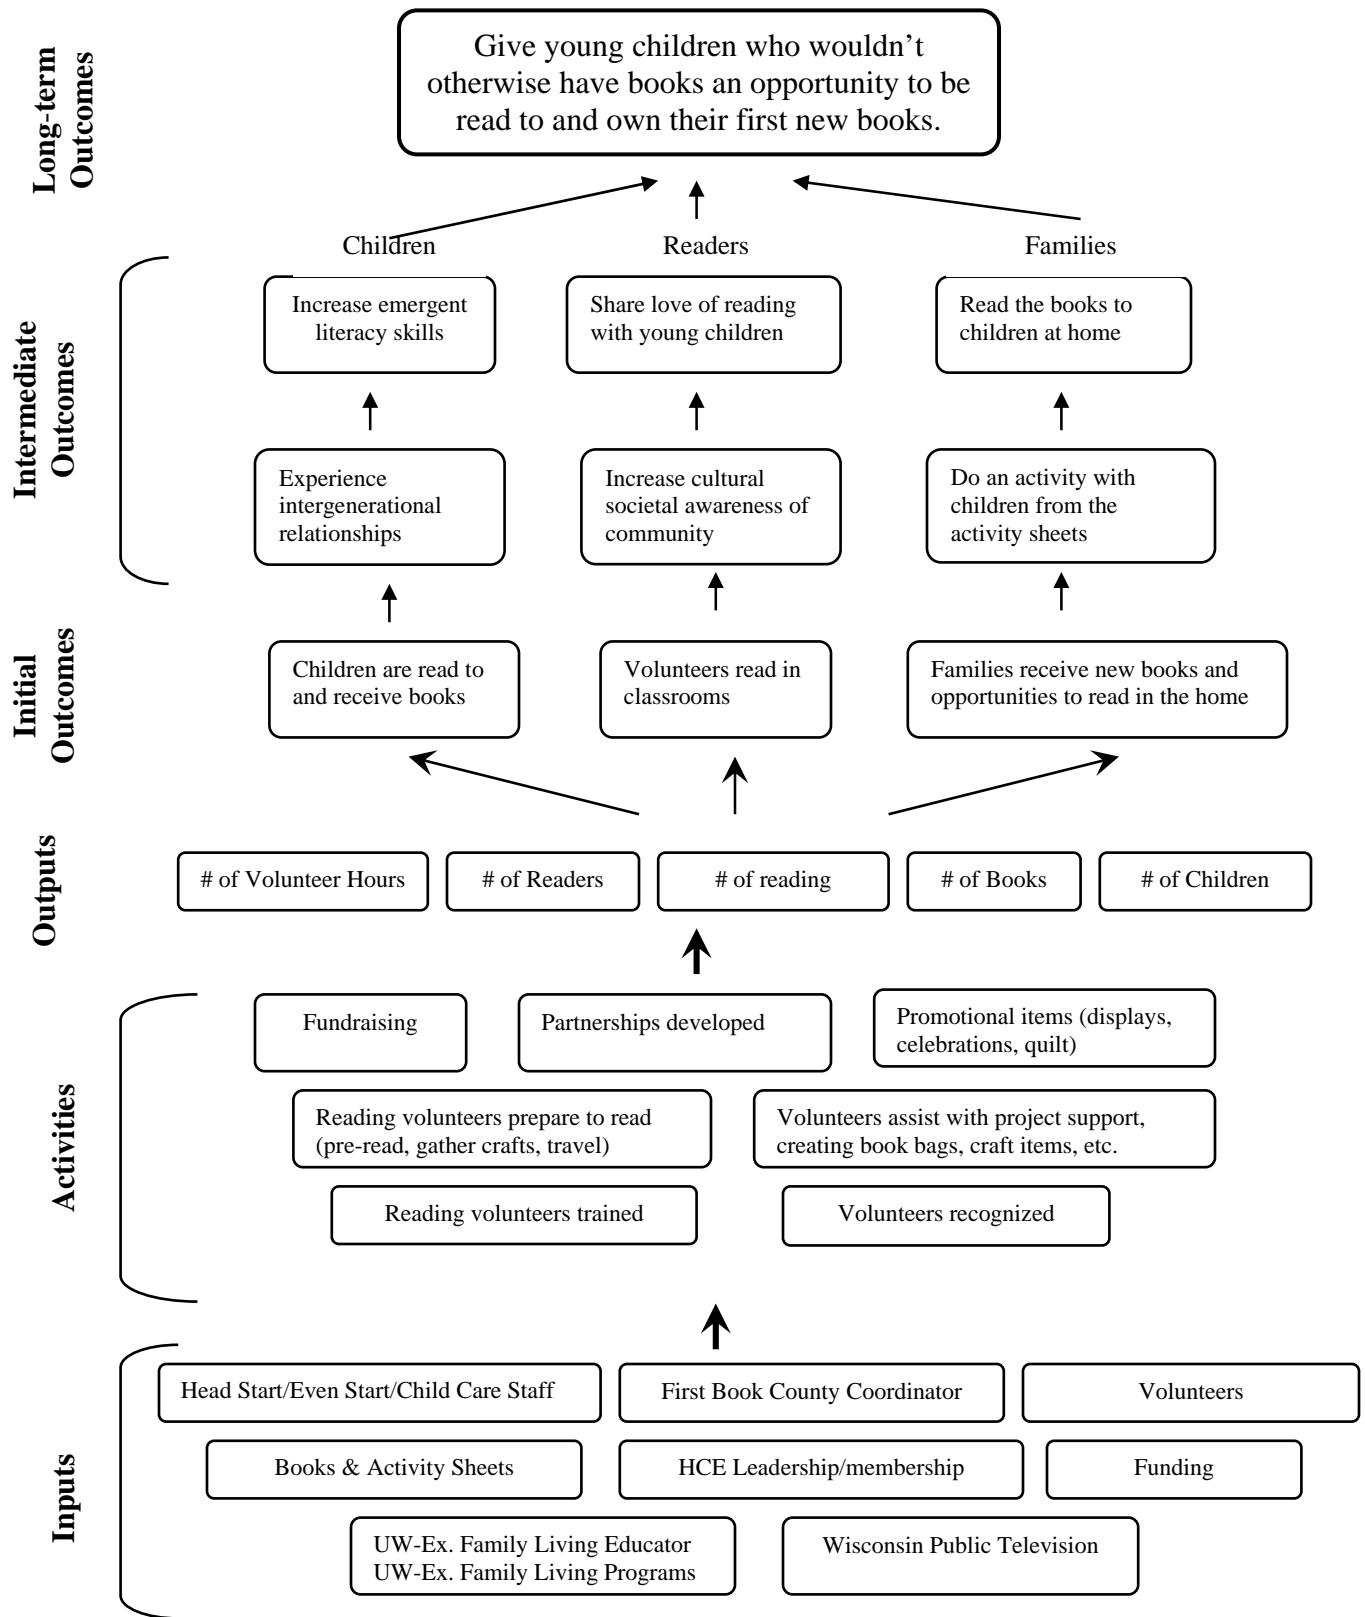 Long-term
Outcomes
Give young children who wouldn’t
otherwise have books an opportunity to be
read to and own their first new books.
Children
Readers
Families
Intermediate
Outcomes
Increase emergent
literacy skills
Share love of reading
with young children
Read the books to
children at home
Experience
intergenerational
relationships
Increase cultural
societal awareness of
community
Do an activity with
children from the
activity sheets
Initial
Outcomes
Children are read to
and receive books
Volunteers read in
classrooms
Families receive new books and
opportunities to read in the home
Outputs
# of Volunteer Hours
# of Readers
# of reading
# of Books
# of Children
Activities
Fundraising
Partnerships developed
Promotional items (displays,
celebrations, quilt)
Reading volunteers prepare to read
(pre-read, gather crafts, travel)
Volunteers assist with project support,
creating book bags, craft items, etc.
Reading volunteers trained
Volunteers recognized
Inputs
Head Start/Even Start/Child Care Staff
First Book County Coordinator
Volunteers
Books & Activity Sheets
HCE Leadership/membership
Funding
UW-Ex. Family Living Educator
UW-Ex. Family Living Programs
Wisconsin Public Television